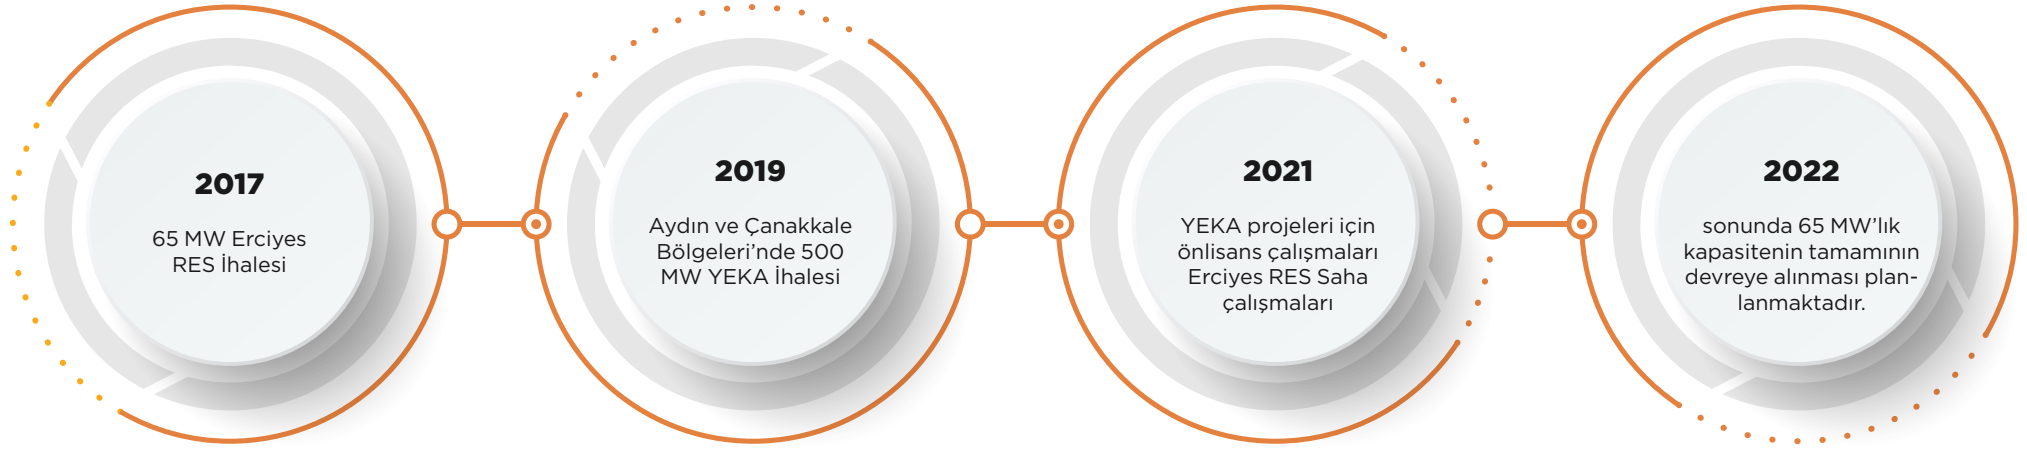 2017
65 MW Erciyes
RES İhalesi
2019
Aydın ve Çanakkale
Bölgeleri’nde 500
MW YEKA İhalesi
2021
YEKA projeleri için
önlisans çalışmaları
Erciyes RES Saha
çalışmaları
2022
sonunda 65 MW’lık
kapasitenin tamamının
devreye alınması plan-
lanmaktadır.